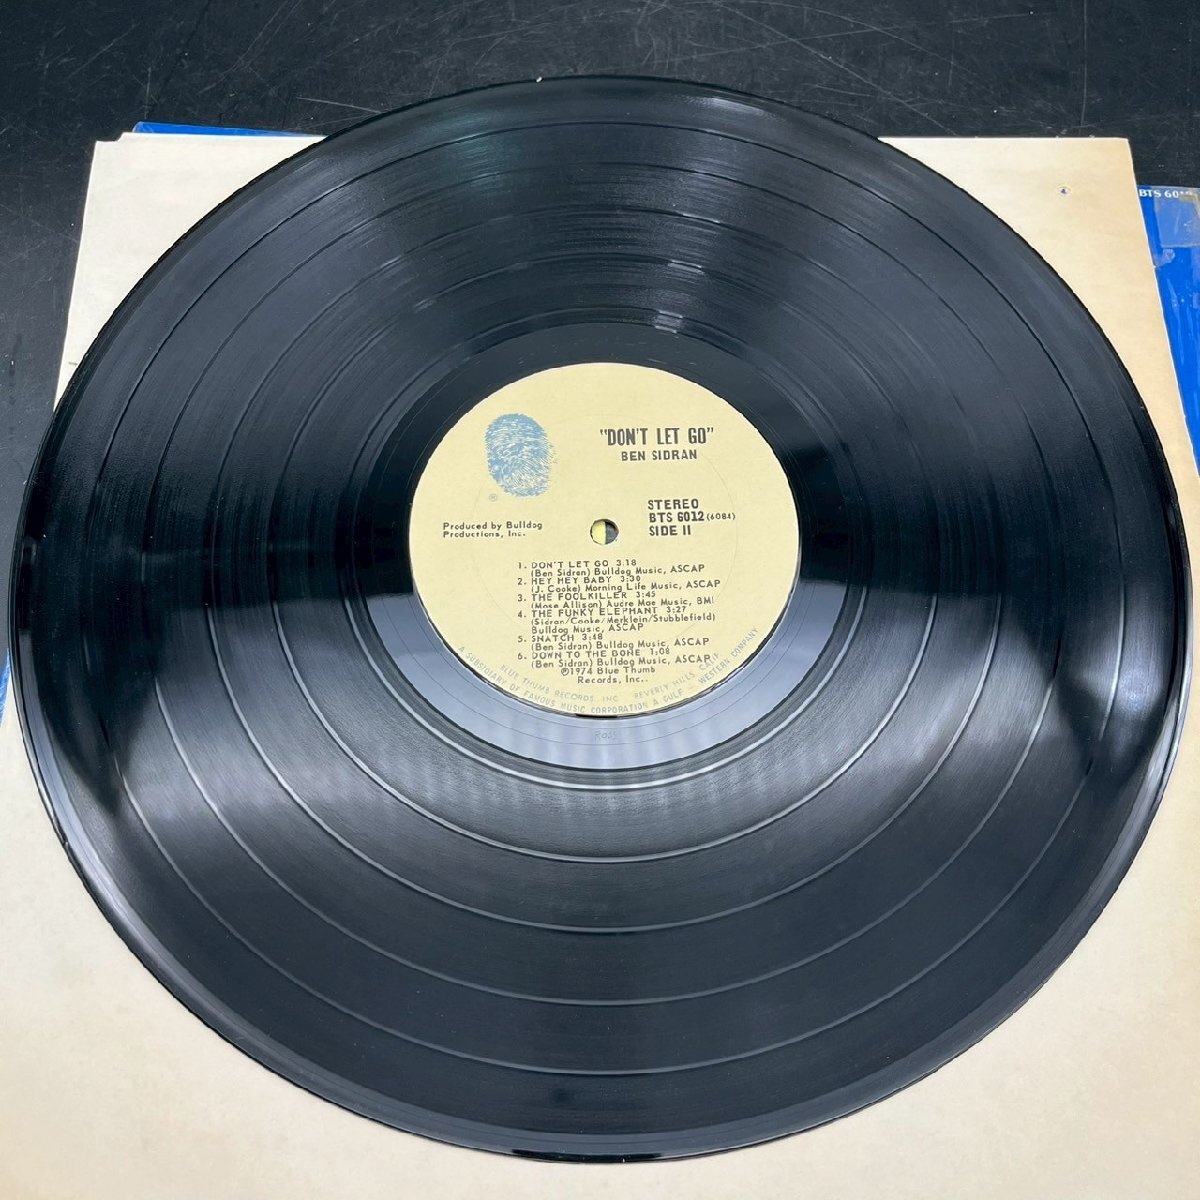 BTS 6012
"DON'T LET GO"
BEN SIDRAN
®
STEREO
BTS 6012 (6084)
SIDE II
Produced by Bulldog
Productions, Inc.
1. DON'T LET GO 3:18
(Ben Sidran) Bulldog Music, ASCAP
2. HEY HEY BABY 3:30
(J. Cooke) Morning Life Music, ASCAP
3. THE FOOLKILLER 3:45
(Mose Allison) Audre Mae Music, BMI
4. THE FUNKY ELEPHANT 3:27
(Sidran/Cooke/Merklein/Stubblefield)
Bulldog Music, ASCAP
5. SNATCH 3:48
(Ben Sidran) Bulldog Music, ASCAP
6. DOWN TO THE BONE 1:08
(Ben Sidran) Bulldog Music, ASCAP
℗1974 Blue Thumb
Records, Inc..
BLUE THUMB RECORDS, INC. BEVERLY HILLS, CALIF.
A SUBSIDIARY OF FAMOUS MUSIC CORPORATION A GULF + WESTERN COMPANY